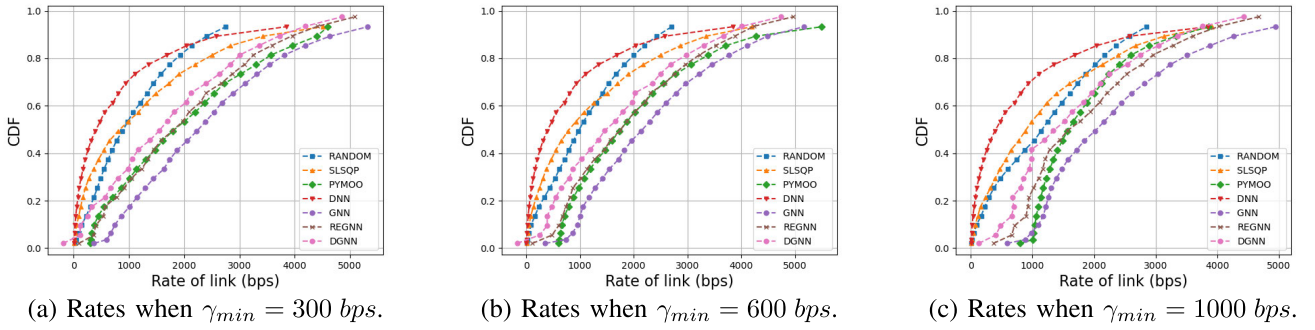 1.0
0.8
0.6
0.4
0.2
0.0
CDF
0 1000 2000 3000 4000 5000
Rate of link (bps)
RANDOM
SLSQP
PYMOO
DNN
GNN
REGNN
DGNN
(a) Rates when γmin = 300 bps.
1.0
0.8
0.6
0.4
0.2
0.0
CDF
0 1000 2000 3000 4000 5000
Rate of link (bps)
RANDOM
SLSQP
PYMOO
DNN
GNN
REGNN
DGNN
(b) Rates when γmin = 600 bps.
1.0
0.8
0.6
0.4
0.2
0.0
CDF
0 1000 2000 3000 4000 5000
Rate of link (bps)
RANDOM
SLSQP
PYMOO
DNN
GNN
REGNN
DGNN
(c) Rates when γmin = 1000 bps.